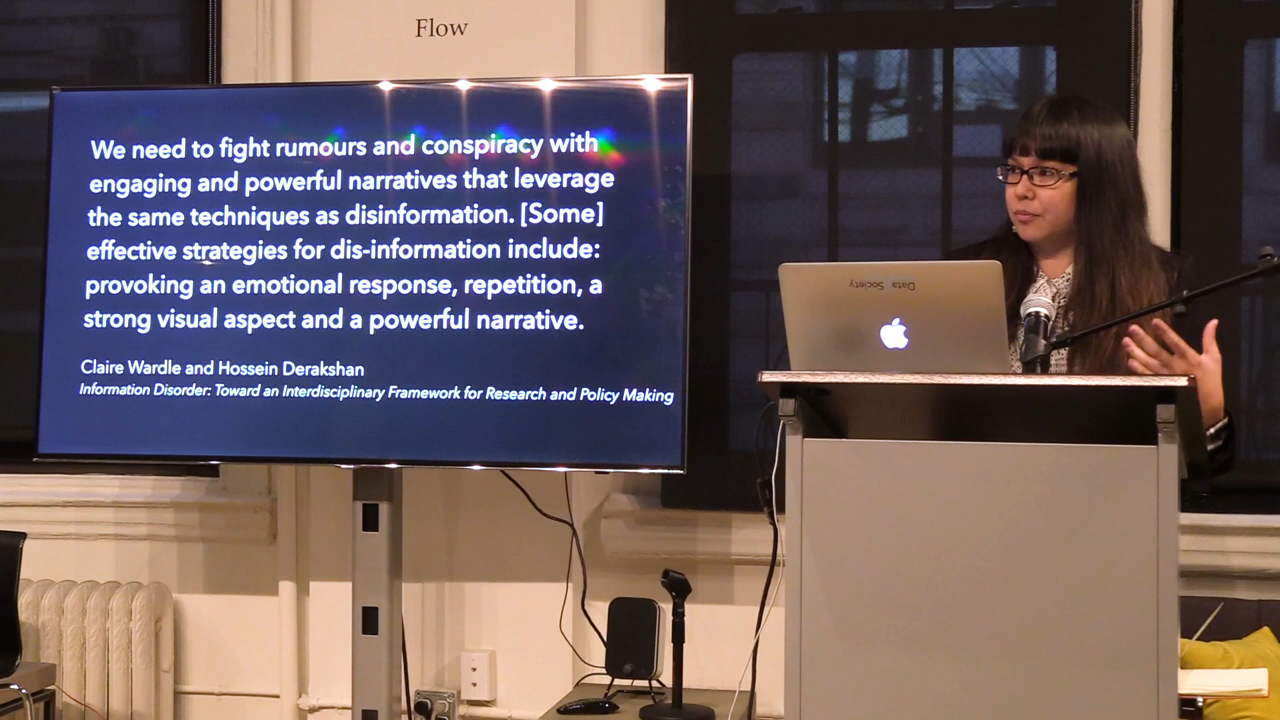 Flow
We need to fight rumours and conspiracy with
engaging and powerful narratives that leverage
the same techniques as disinformation. [Some]
effective strategies for dis-information include:
provoking an emotional response, repetition, a
strong visual aspect and a powerful narrative.
Claire Wardle and Hossein Derakshan
Information Disorder: Toward an Interdisciplinary Framework for Research and Policy Making
Data Society